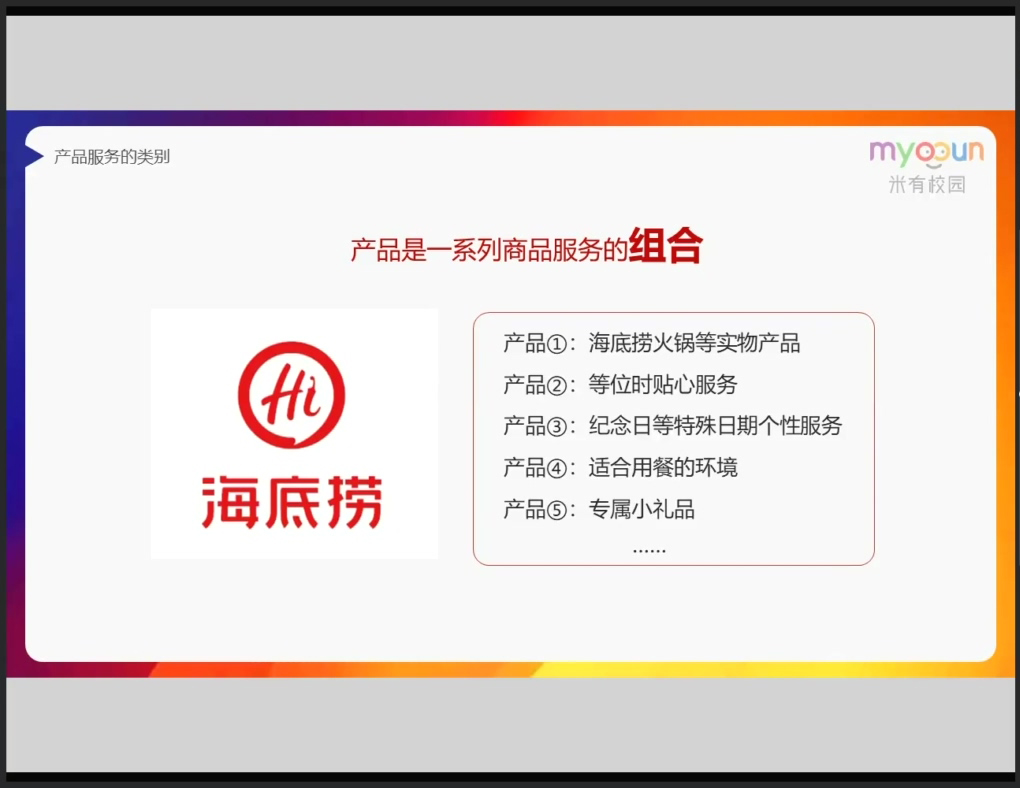 产品服务的类别
myooun
米有校园
产品是一系列商品服务的组合
Hi
海底捞
产品①：海底捞火锅等实物产品
产品②：等位时贴心服务
产品③：纪念日等特殊日期个性服务
产品④：适合用餐的环境
产品⑤：专属小礼品
......